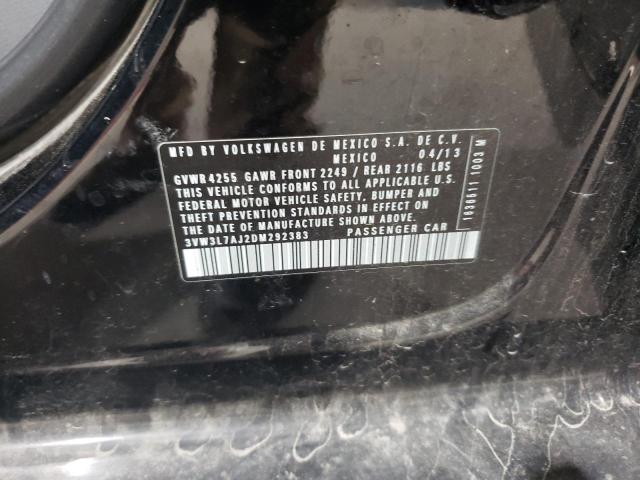 MFD BY VOLKSWAGEN DE MEXICO S.A. DE C.V.
MEXICO 04/13
GVWR 4255 GAWR FRONT 2249 / REAR 2116 LBS
THIS VEHICLE CONFORMS TO ALL APPLICABLE U.S.
FEDERAL MOTOR VEHICLE SAFETY, BUMPER AND
THEFT PREVENTION STANDARDS IN EFFECT ON
THE DATE OF MANUFACTURE SHOWN ABOVE.
3VW3L7AJ2DM292383 PASSENGER CAR
1636611 1003 M